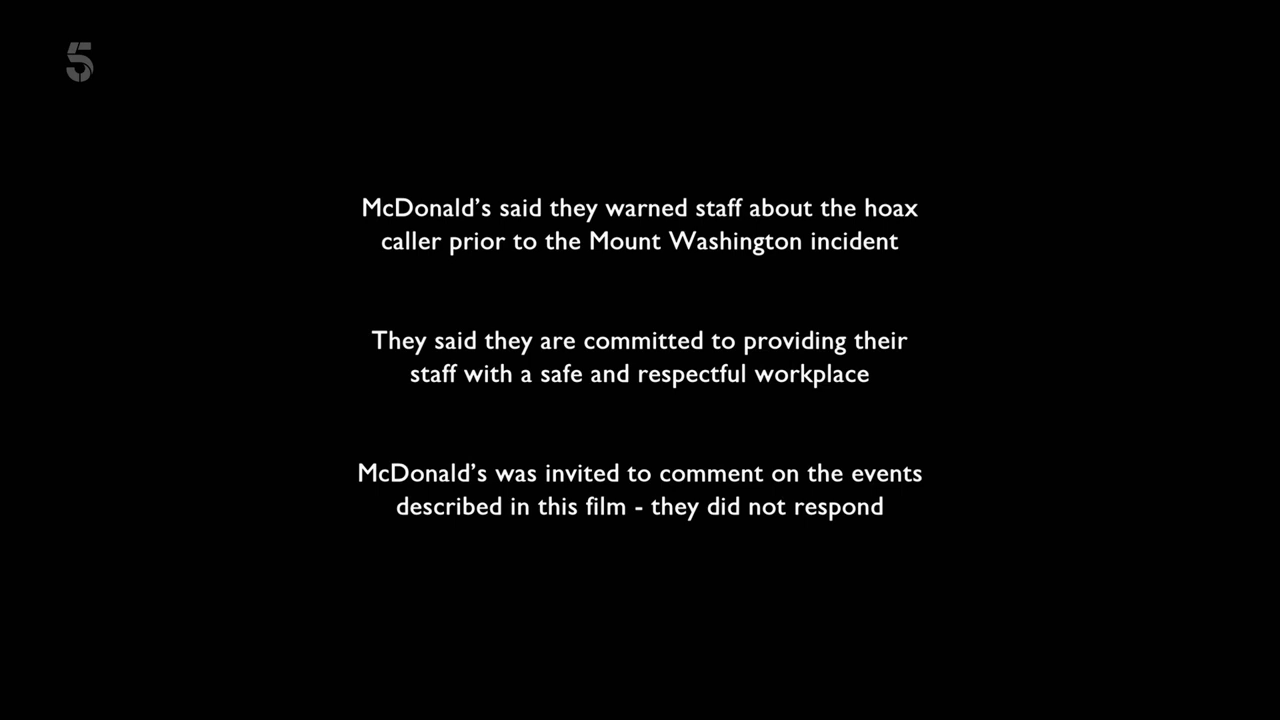 5
McDonald’s said they warned staff about the hoax
caller prior to the Mount Washington incident
They said they are committed to providing their
staff with a safe and respectful workplace
McDonald’s was invited to comment on the events
described in this film - they did not respond